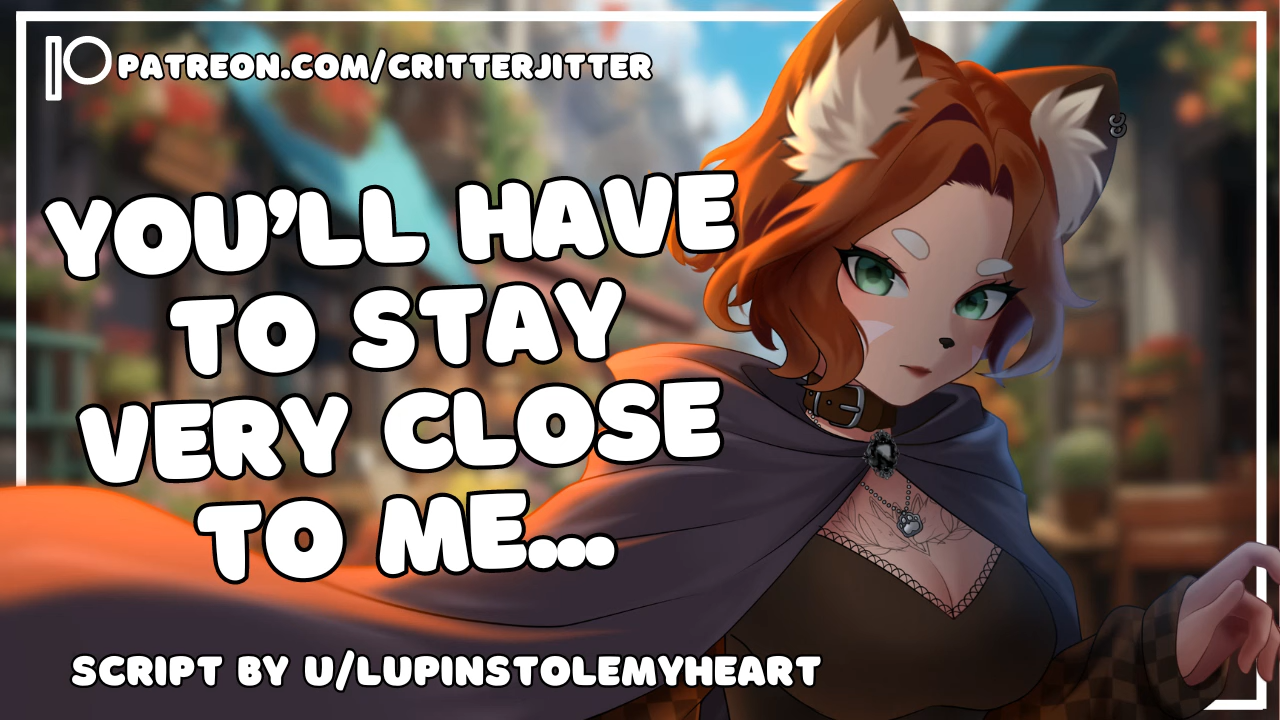 PATREON.COM/CRITTERJITTER
YOU'LL HAVE
TO STAY
VERY CLOSE
TO ME...
SCRIPT BY U/LUPINSTOLEMYHEART